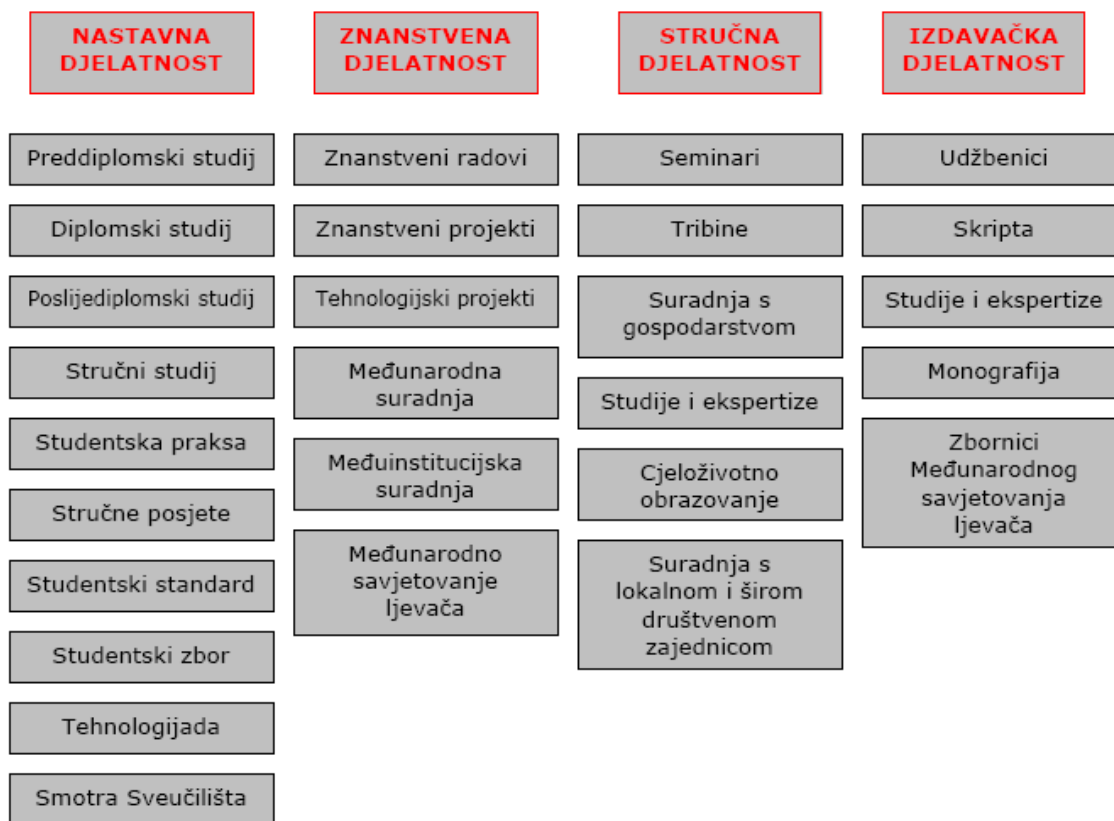 NASTAVNA
DJELATNOST
Preddiplomski studij
Diplomski studij
Poslijediplomski studij
Stručni studij
Studentska praksa
Stručne posjete
Studentski standard
Studentski zbor
Tehnologijada
Smotra Sveučilišta
ZNANSTVENA
DJELATNOST
Znanstveni radovi
Znanstveni projekti
Tehnologijski projekti
Međunarodna
suradnja
Međuinstitucijska
suradnja
Međunarodno
savjetovanje
ljevača
STRUČNA
DJELATNOST
Seminari
Tribine
Suradnja s
gospodarstvom
Studije i ekspertize
Cjeloživotno
obrazovanje
Suradnja s
lokalnom i širom
društvenom
zajednicom
IZDAVAČKA
DJELATNOST
Udžbenici
Skripta
Studije i ekspertize
Monografija
Zbornici
Međunarodnog
savjetovanja
ljevača